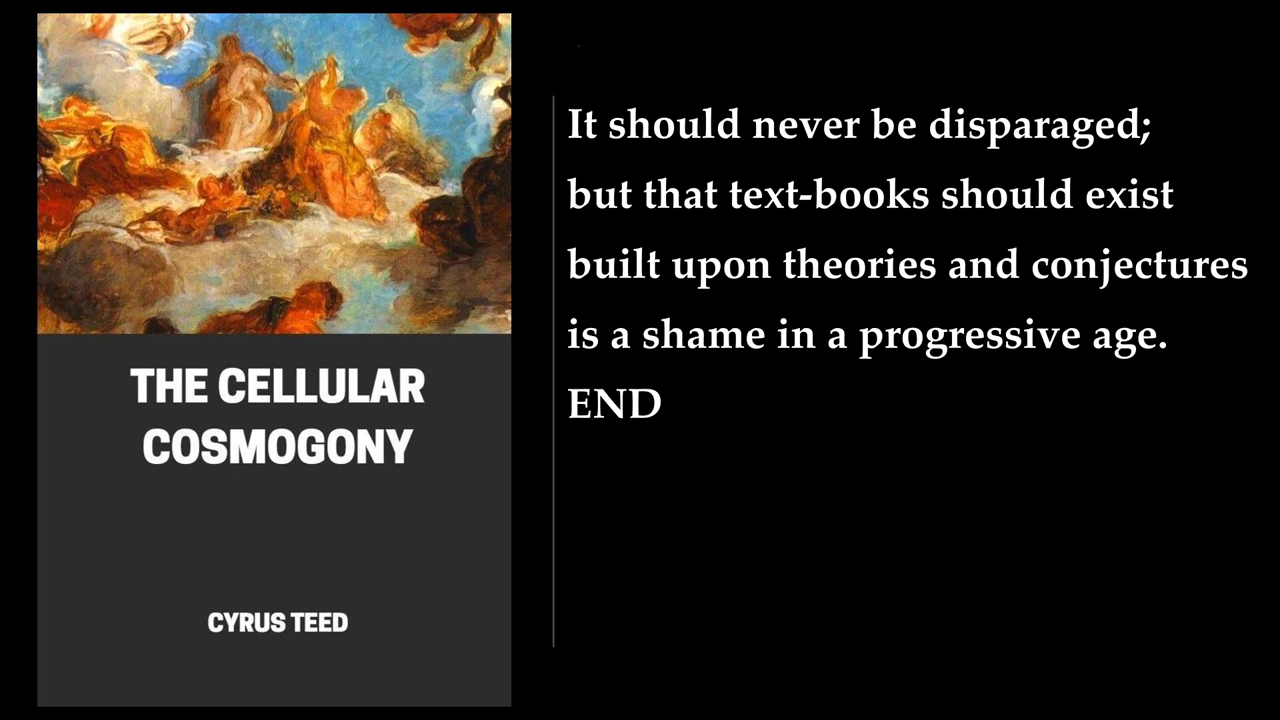 THE CELLULAR
COSMOGONY
CYRUS TEED
It should never be disparaged;
but that text-books should exist
built upon theories and conjectures
is a shame in a progressive age.
END